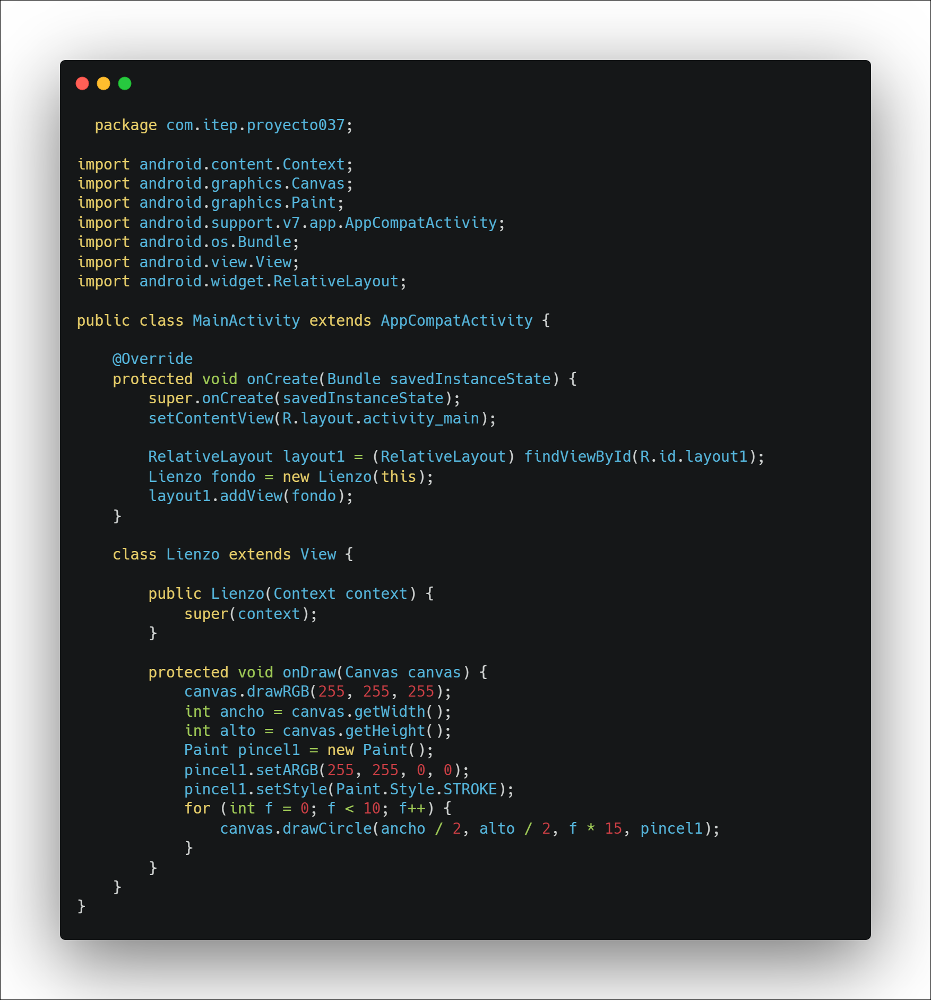 package com.itep.proyecto037;
import android.content.Context;
import android.graphics.Canvas;
import android.graphics.Paint;
import android.support.v7.app.AppCompatActivity;
import android.os.Bundle;
import android.view.View;
import android.widget.RelativeLayout;
public class MainActivity extends AppCompatActivity {
@Override
protected void onCreate(Bundle savedInstanceState) {
super.onCreate(savedInstanceState);
setContentView(R.layout.activity_main);
RelativeLayout layout1 = (RelativeLayout) findViewById(R.id.layout1);
Lienzo fondo = new Lienzo(this);
layout1.addView(fondo);
}
class Lienzo extends View {
public Lienzo(Context context) {
super(context);
}
protected void onDraw(Canvas canvas) {
canvas.drawRGB(255, 255, 255);
int ancho = canvas.getWidth();
int alto = canvas.getHeight();
Paint pincel1 = new Paint();
pincel1.setARGB(255, 255, 0, 0);
pincel1.setStyle(Paint.Style.STROKE);
for (int f = 0; f < 10; f++) {
canvas.drawCircle(ancho / 2, alto / 2, f * 15, pincel1);
}
}
}
}